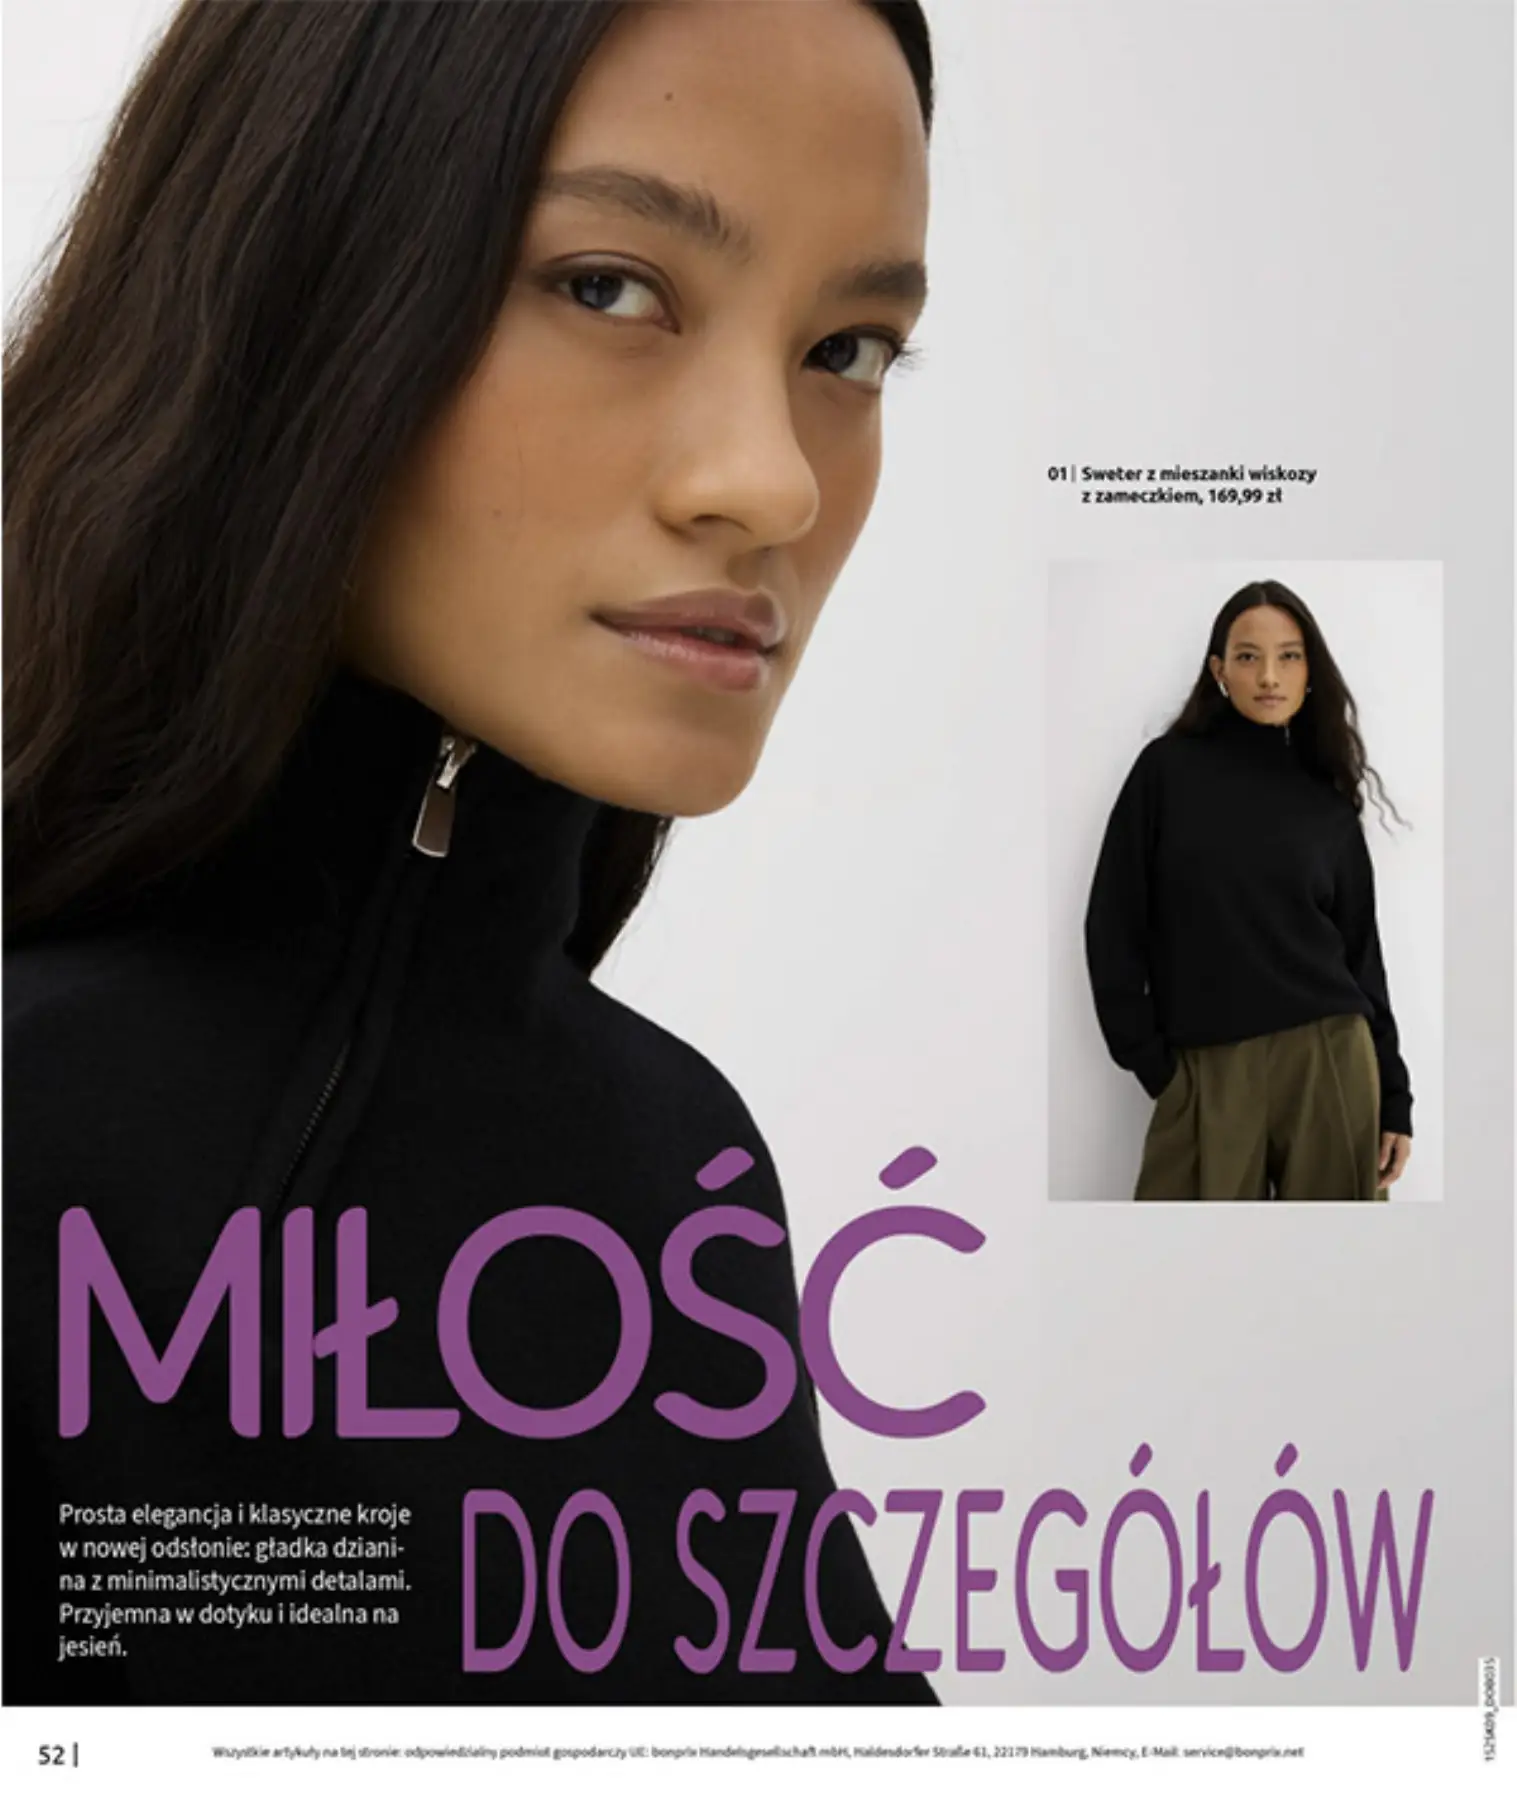 01 | Sweter z mieszanki wiskozy
z zameczkiem, 169,99 zł
MIŁOŚĆ
DO SZCZEGÓŁÓW
Prosta elegancja i klasyczne kroje
w nowej odsłonie: gładka dziani-
na z minimalistycznymi detalami.
Przyjemna w dotyku i idealna na
jesień.
1525K09_DOB035
52 |
Wszystkie artykuły na tej stronie: odpowiedzialny podmiot gospodarczy UE: bonprix Handelsgesellschaft mbH, Haldesdorfer Straße 61, 22179 Hamburg, Niemcy, E-Mail: service@bonprix.net